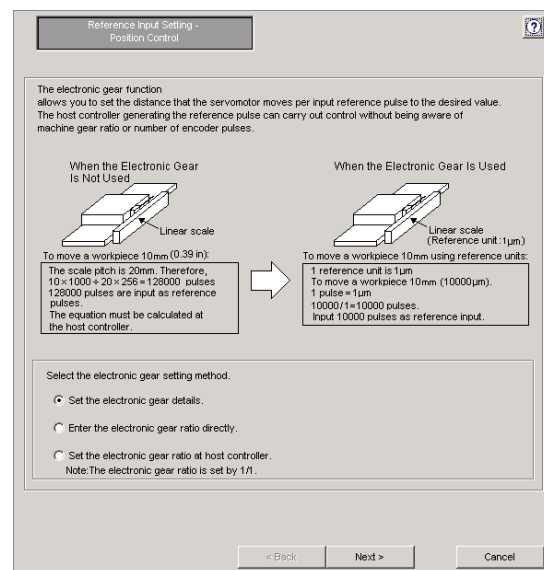 Reference Input Setting -
Position Control
?
The electronic gear function
allows you to set the distance that the servomotor moves per input reference pulse to the desired value.
The host controller generating the reference pulse can carry out control without being aware of
machine gear ratio or number of encoder pulses.
When the Electronic Gear
Is Not Used
Linear scale
To move a workpiece 10mm (0.39 in):
The scale pitch is 20mm. Therefore,
10×1000÷20×256=128000 pulses
128000 pulses are input as reference
pulses.
The equation must be calculated at
the host controller.
When the Electronic Gear Is Used
Linear scale
(Reference unit:1μm)
To move a workpiece 10mm using reference units:
1 reference unit is 1μm
To move a workpiece 10mm (10000μm).
1 pulse=1μm
10000/1=10000 pulses.
Input 10000 pulses as reference input.
Select the electronic gear setting method.
Set the electronic gear details.
Enter the electronic gear ratio directly.
Set the electronic gear ratio at host controller.
Note:The electronic gear ratio is set by 1/1.
< Back
Next >
Cancel